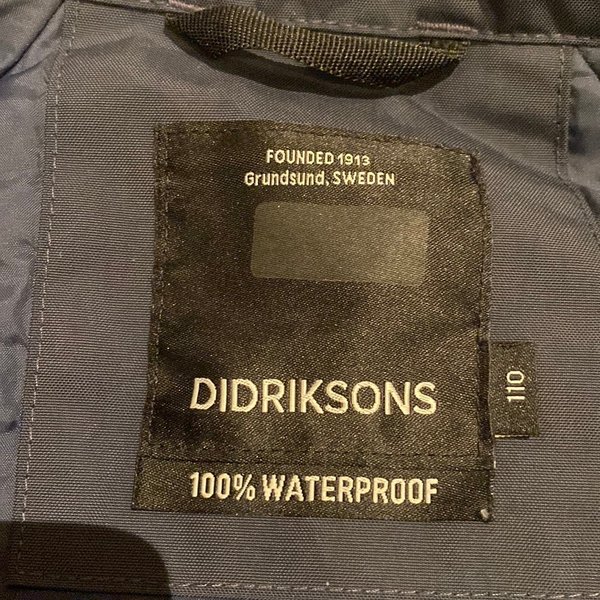 FOUNDED 1913
Grundsund, SWEDEN
DIDRIKSONS
110
100% WATERPROOF